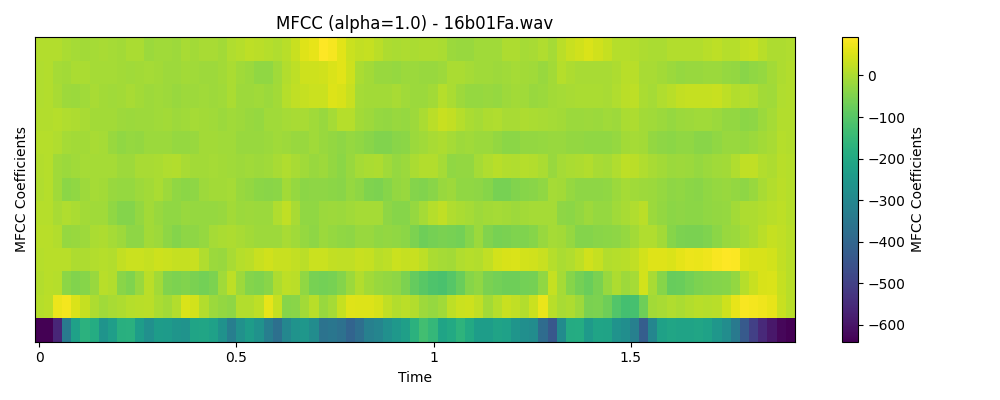 MFCC (alpha=1.0) - 16b01Fa.wav
MFCC Coefficients
0
0.5
1
1.5
Time
0
−100
−200
−300
−400
−500
−600
MFCC Coefficients